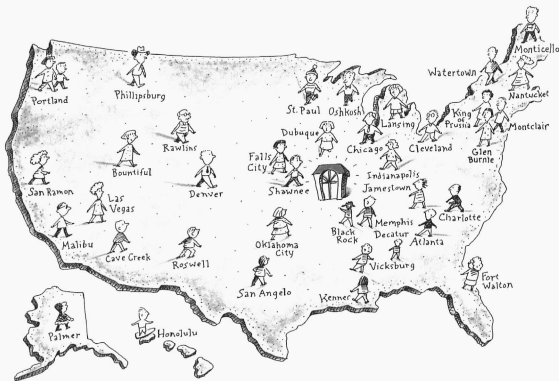 Monticello
Watertown
Nantucket
Portland
Phillipsburg
St. Paul
Oshkosh
Lansing
King
of
Prussia
Montclair
Dubuque
Chicago
Cleveland
Glen
Burnie
Rawlins
Bountiful
Falls
City
Indianapolis
San Ramon
Denver
Shawnee
Jamestown
Las
Vegas
Charlotte
Malibu
Cave Creek
Roswell
Oklahoma
City
Black
Rock
Memphis
Decatur
Atlanta
San Angelo
Vicksburg
Kenner
Fort
Walton
Palmer
Honolulu